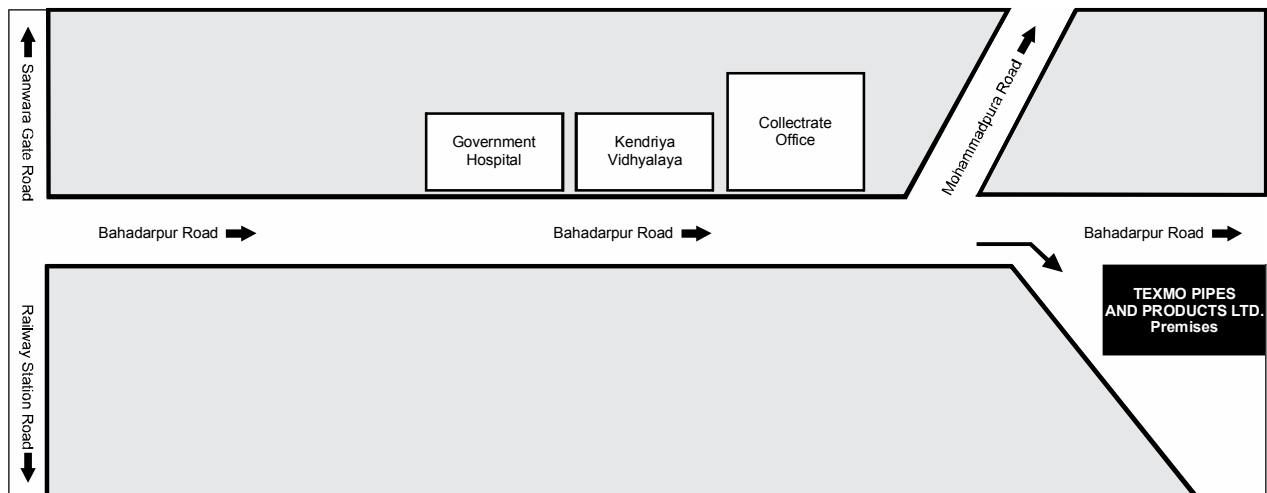 Sanwara Gate Road
Railway Station Road
Government
Hospital
Kendriya
Vidhyalaya
Collectrate
Office
Mohammadpura Road
Bahadarpur Road
Bahadarpur Road
Bahadarpur Road
TEXMO PIPES
AND PRODUCTS LTD.
Premises